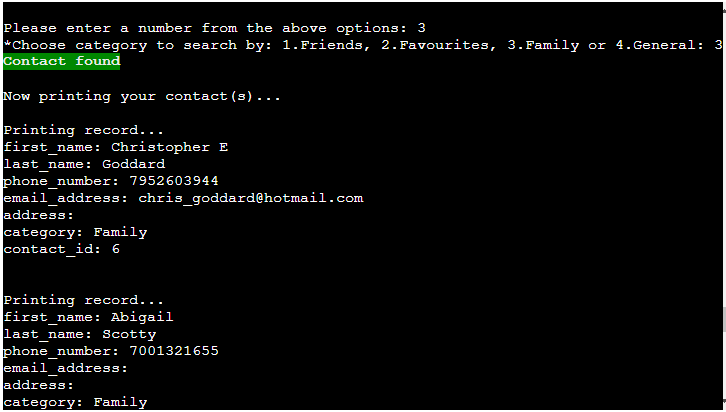 Please enter a number from the above options: 3
*Choose category to search by: 1.Friends, 2.Favourites, 3.Family or 4.General: 3
Contact found
Now printing your contact(s)...
Printing record...
first_name: Christopher E
last_name: Goddard
phone_number: 7952603944
email_address: chris_goddard@hotmail.com
address:
category: Family
contact_id: 6
Printing record...
first_name: Abigail
last_name: Scotty
phone_number: 7001321655
email_address:
address:
category: Family